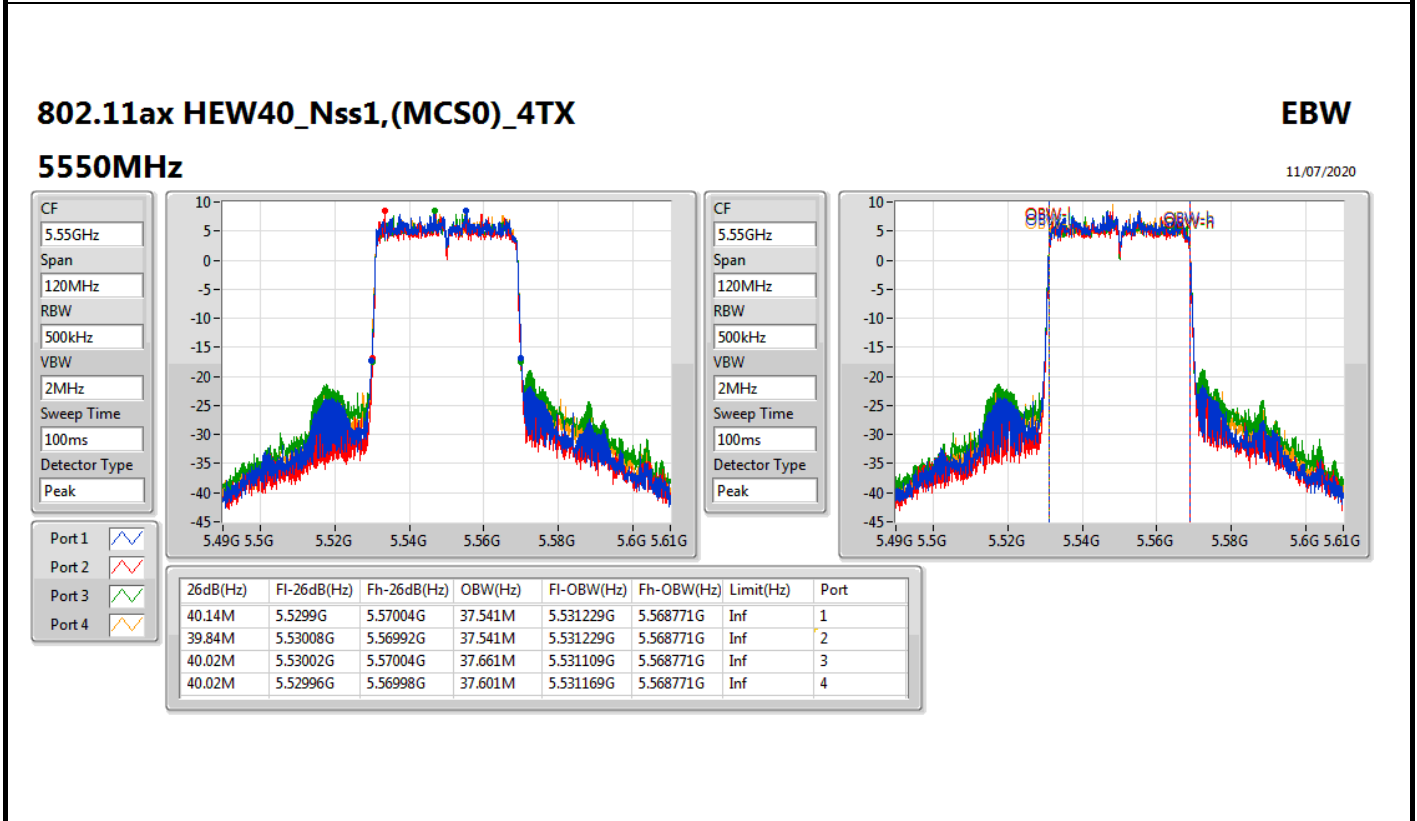 802.11ax HEW40_Nss1,(MCS0)_4TX EBW
5550MHz 11/07/2020
CF
5.55GHz
Span
120MHz
RBW
500kHz
VBW
2MHz
Sweep Time
100ms
Detector Type
Peak
Port 1
Port 2
Port 3
Port 4
10
5
0
-5
-10
-15
-20
-25
-30
-35
-40
-45
5.49G 5.5G 5.52G 5.54G 5.56G 5.58G 5.6G 5.61G
CF
5.55GHz
Span
120MHz
RBW
500kHz
VBW
2MHz
Sweep Time
100ms
Detector Type
Peak
10
5
0
-5
-10
-15
-20
-25
-30
-35
-40
-45
OBW-l OBW-h
5.49G 5.5G 5.52G 5.54G 5.56G 5.58G 5.6G 5.61G
26dB(Hz) Fl-26dB(Hz) Fh-26dB(Hz) OBW(Hz) Fl-OBW(Hz) Fh-OBW(Hz) Limit(Hz) Port
40.14M 5.5299G 5.57004G 37.541M 5.531229G 5.568771G Inf 1
39.84M 5.53008G 5.56992G 37.541M 5.531229G 5.568771G Inf 2
40.02M 5.53002G 5.57004G 37.661M 5.531109G 5.568771G Inf 3
40.02M 5.52996G 5.56998G 37.601M 5.531169G 5.568771G Inf 4